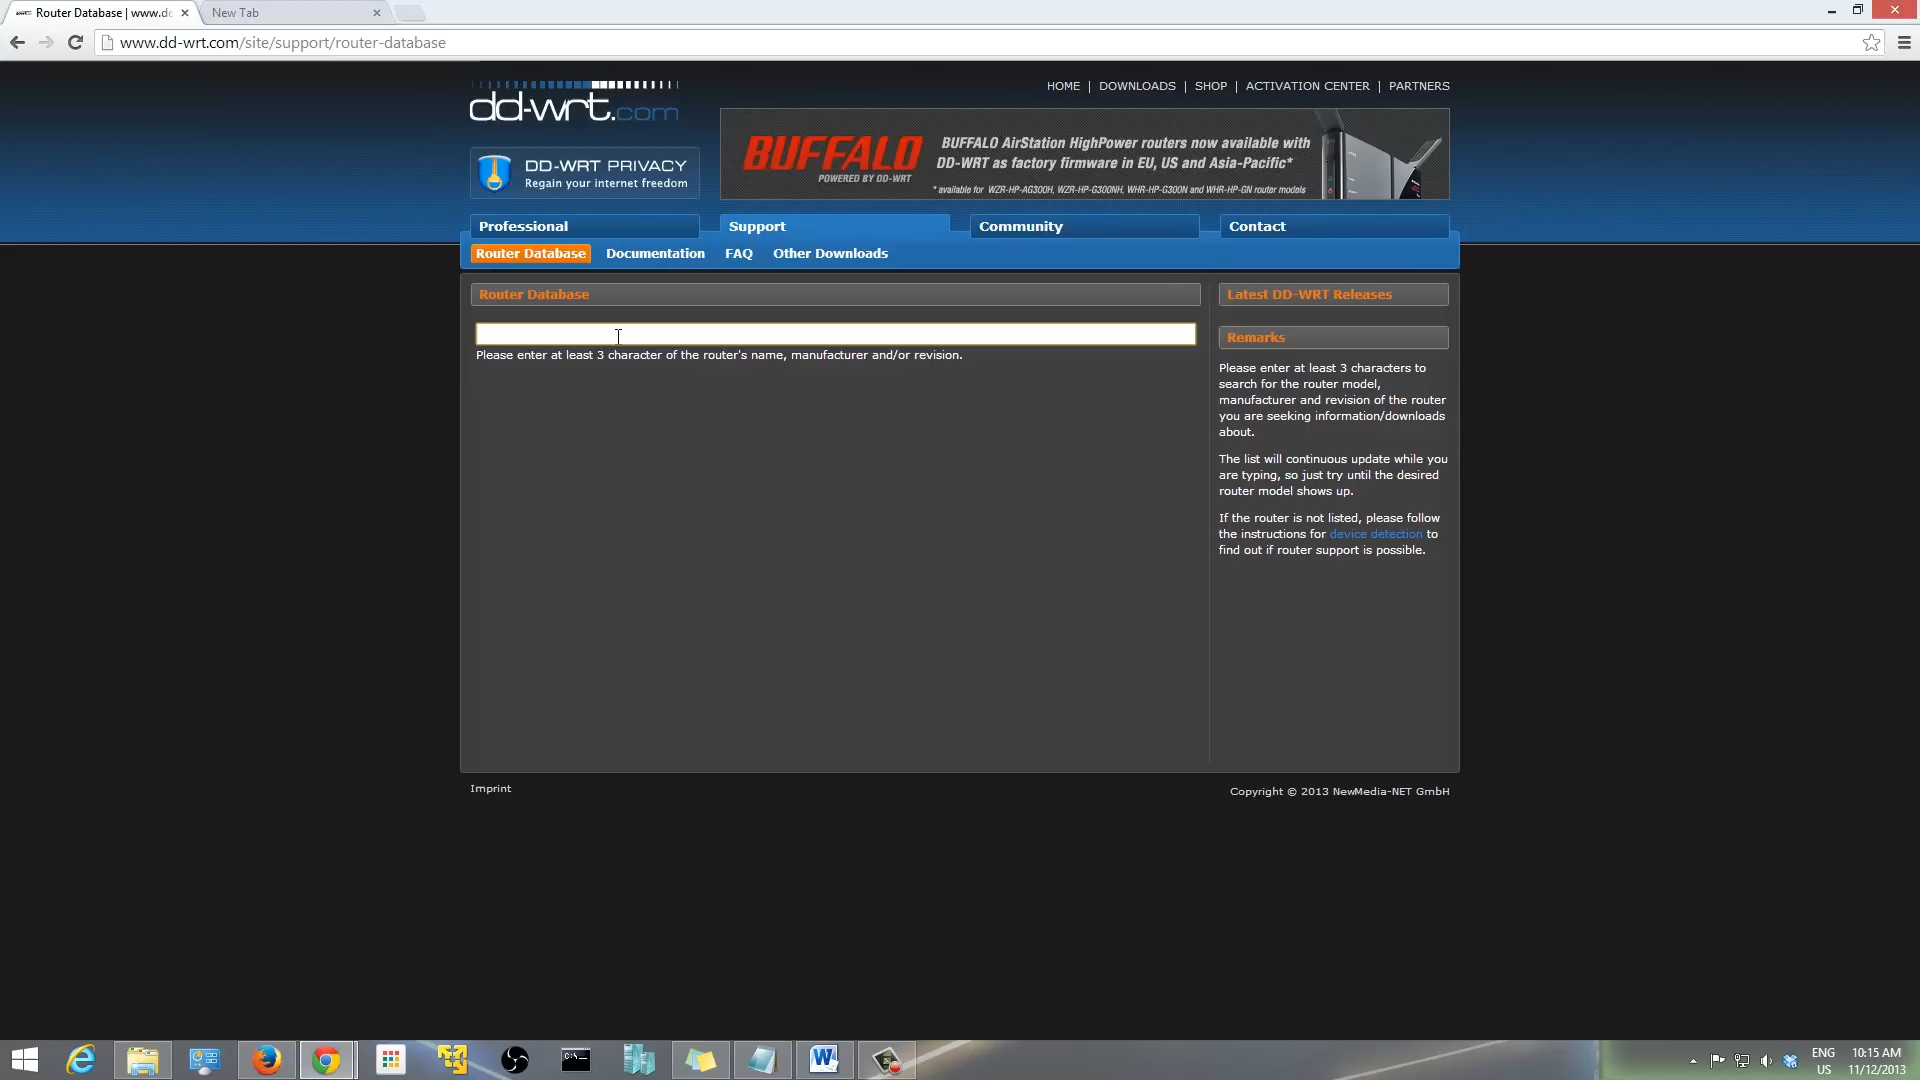 Router Database | www.dd
New Tab
www.dd-wrt.com/site/support/router-database
dd-wrt.com
HOME | DOWNLOADS | SHOP | ACTIVATION CENTER | PARTNERS
DD-WRT PRIVACY
Regain your internet freedom
BUFFALO
POWERED BY DD-WRT
BUFFALO AirStation HighPower routers now available with
DD-WRT as factory firmware in EU, US and Asia-Pacific*
* available for WZR-HP-AG300H, WZR-HP-G300NH, WHR-HP-G300N and WHR-HP-GN router models
Professional
Support
Community
Contact
Router Database
Documentation
FAQ
Other Downloads
Router Database
Please enter at least 3 character of the router's name, manufacturer and/or revision.
Latest DD-WRT Releases
Remarks
Please enter at least 3 characters to
search for the router model,
manufacturer and revision of the router
you are seeking information/downloads
about.
The list will continuous update while you
are typing, so just try until the desired
router model shows up.
If the router is not listed, please follow
the instructions for device detection to
find out if router support is possible.
Imprint
Copyright © 2013 NewMedia-NET GmbH
ENG
US
10:15 AM
11/12/2013